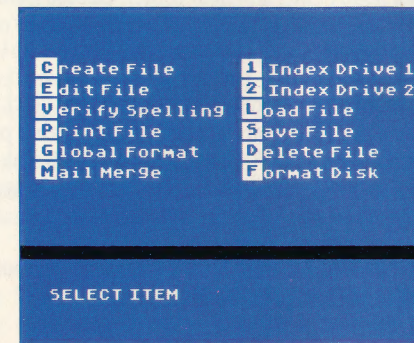 Create File
Edit File
Verify Spelling
Print File
Global Format
Mail Merge
1 Index Drive 1
2 Index Drive 2
Load File
Save File
Delete File
Format Disk
SELECT ITEM